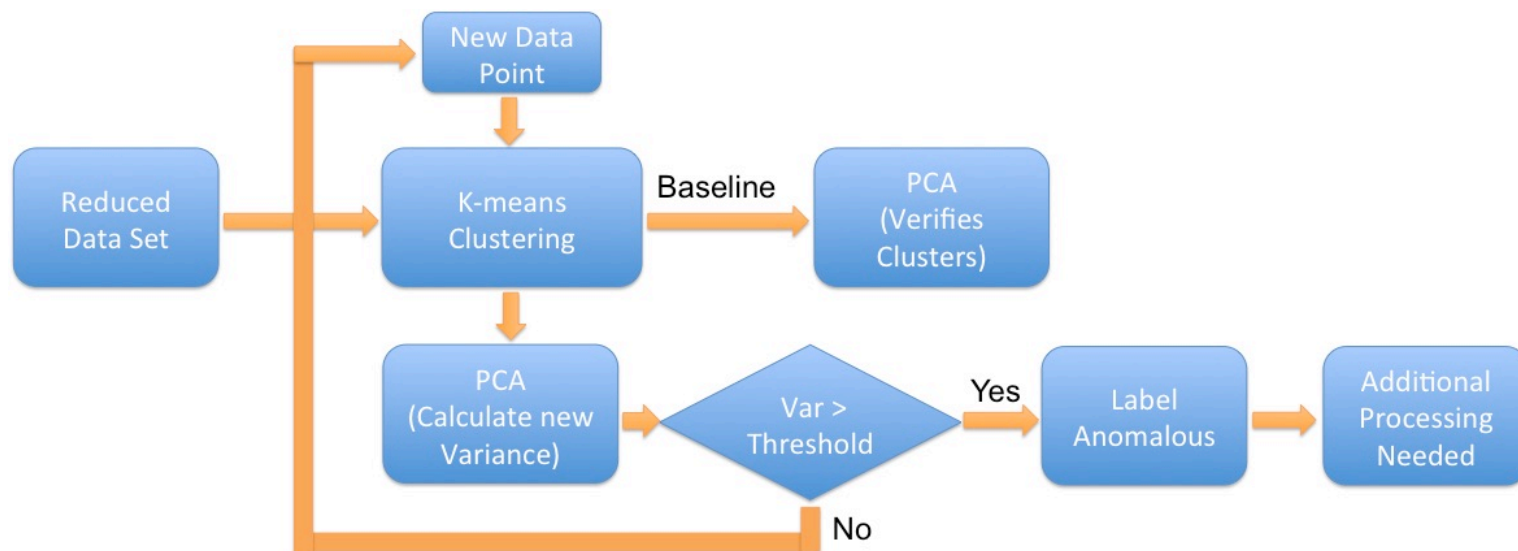 New Data
Point
Reduced
Data Set
K-means
Clustering
Baseline
PCA
(Verifies
Clusters)
PCA
(Calculate new
Variance)
Var >
Threshold
Yes
Label
Anomalous
Additional
Processing
Needed
No